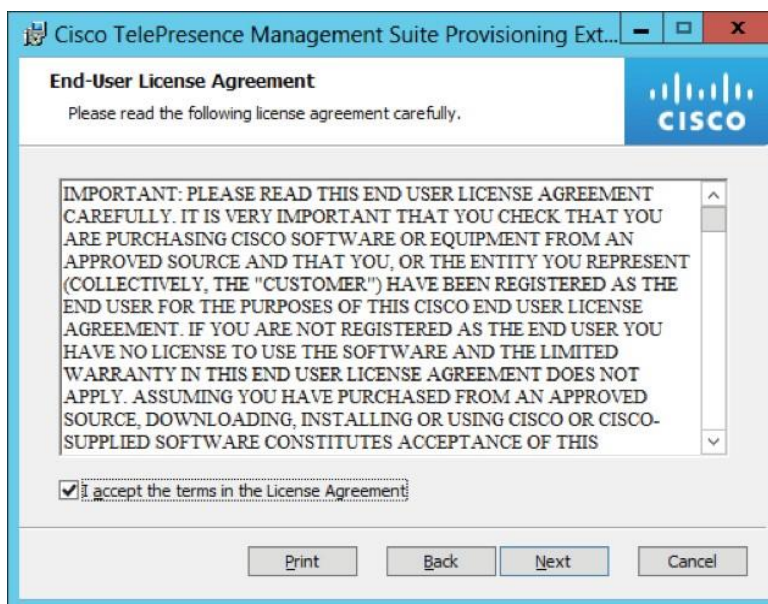 Cisco TelePresence Management Suite Provisioning Ext...
End-User License Agreement
Please read the following license agreement carefully.
CISCO
IMPORTANT: PLEASE READ THIS END USER LICENSE AGREEMENT
CAREFULLY. IT IS VERY IMPORTANT THAT YOU CHECK THAT YOU
ARE PURCHASING CISCO SOFTWARE OR EQUIPMENT FROM AN
APPROVED SOURCE AND THAT YOU, OR THE ENTITY YOU REPRESENT
(COLLECTIVELY, THE "CUSTOMER") HAVE BEEN REGISTERED AS THE
END USER FOR THE PURPOSES OF THIS CISCO END USER LICENSE
AGREEMENT. IF YOU ARE NOT REGISTERED AS THE END USER YOU
HAVE NO LICENSE TO USE THE SOFTWARE AND THE LIMITED
WARRANTY IN THIS END USER LICENSE AGREEMENT DOES NOT
APPLY. ASSUMING YOU HAVE PURCHASED FROM AN APPROVED
SOURCE, DOWNLOADING, INSTALLING OR USING CISCO OR CISCO-
SUPPLIED SOFTWARE CONSTITUTES ACCEPTANCE OF THIS
I accept the terms in the License Agreement
Print Back Next Cancel